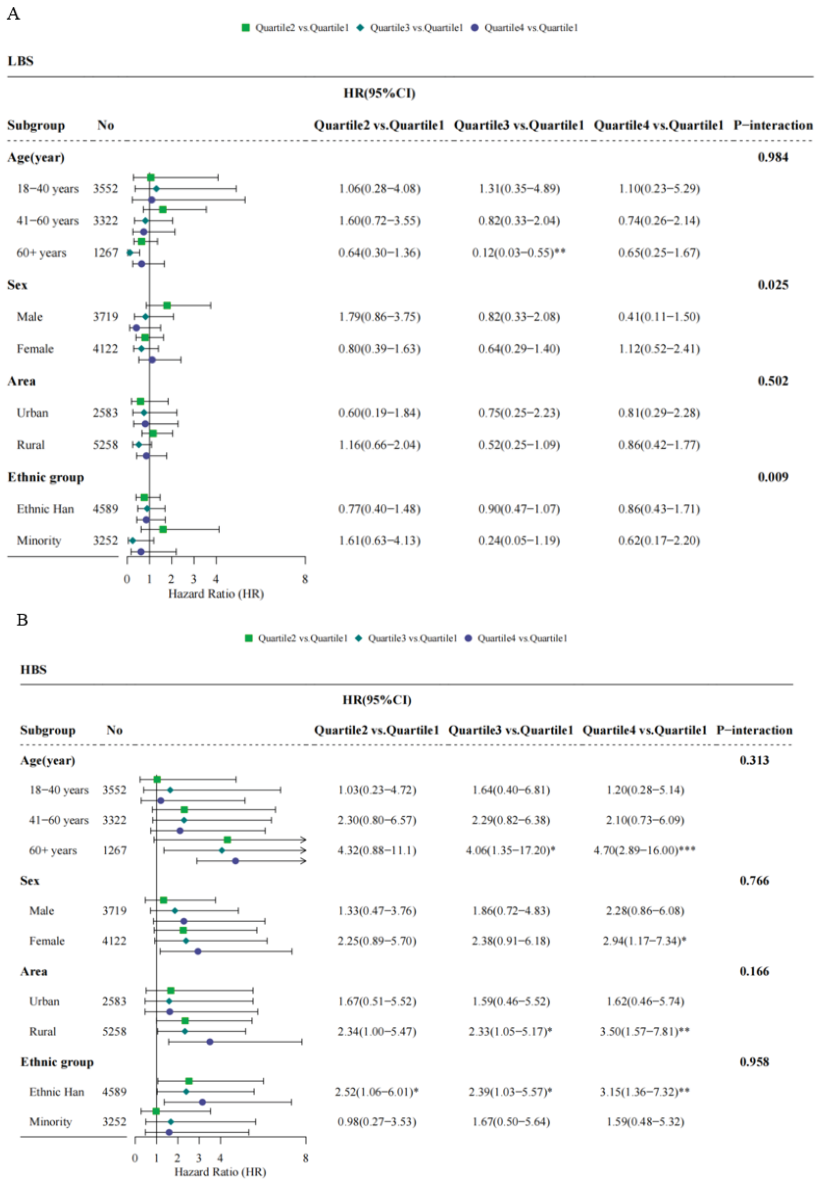 A
Quartile2 vs.Quartile1 Quartile3 vs.Quartile1 Quartile4 vs.Quartile1
LBS
HR(95%CI)
Subgroup No Quartile2 vs.Quartile1 Quartile3 vs.Quartile1 Quartile4 vs.Quartile1 P−interaction
Age(year) 0.984
18−40 years 3552 1.06(0.28−4.08) 1.31(0.35−4.89) 1.10(0.23−5.29)
41−60 years 3322 1.60(0.72−3.55) 0.82(0.33−2.04) 0.74(0.26−2.14)
60+ years 1267 0.64(0.30−1.36) 0.12(0.03−0.55)** 0.65(0.25−1.67)
Sex 0.025
Male 3719 1.79(0.86−3.75) 0.82(0.33−2.08) 0.41(0.11−1.50)
Female 4122 0.80(0.39−1.63) 0.64(0.29−1.40) 1.12(0.52−2.41)
Area 0.502
Urban 2583 0.60(0.19−1.84) 0.75(0.25−2.23) 0.81(0.29−2.28)
Rural 5258 1.16(0.66−2.04) 0.52(0.25−1.09) 0.86(0.42−1.77)
Ethnic group 0.009
Ethnic Han 4589 0.77(0.40−1.48) 0.90(0.47−1.07) 0.86(0.43−1.71)
Minority 3252 1.61(0.63−4.13) 0.24(0.05−1.19) 0.62(0.17−2.20)
0 1 2 3 4 8
Hazard Ratio (HR)
B
Quartile2 vs.Quartile1 Quartile3 vs.Quartile1 Quartile4 vs.Quartile1
HBS
HR(95%CI)
Subgroup No Quartile2 vs.Quartile1 Quartile3 vs.Quartile1 Quartile4 vs.Quartile1 P−interaction
Age(year) 0.313
18−40 years 3552 1.03(0.23−4.72) 1.64(0.40−6.81) 1.20(0.28−5.14)
41−60 years 3322 2.30(0.80−6.57) 2.29(0.82−6.38) 2.10(0.73−6.09)
60+ years 1267 4.32(0.88−11.1) 4.06(1.35−17.20)* 4.70(2.89−16.00)***
Sex 0.766
Male 3719 1.33(0.47−3.76) 1.86(0.72−4.83) 2.28(0.86−6.08)
Female 4122 2.25(0.89−5.70) 2.38(0.91−6.18) 2.94(1.17−7.34)*
Area 0.166
Urban 2583 1.67(0.51−5.52) 1.59(0.46−5.52) 1.62(0.46−5.74)
Rural 5258 2.34(1.00−5.47) 2.33(1.05−5.17)* 3.50(1.57−7.81)**
Ethnic group 0.958
Ethnic Han 4589 2.52(1.06−6.01)* 2.39(1.03−5.57)* 3.15(1.36−7.32)**
Minority 3252 0.98(0.27−3.53) 1.67(0.50−5.64) 1.59(0.48−5.32)
0 1 2 3 4 8
Hazard Ratio (HR)